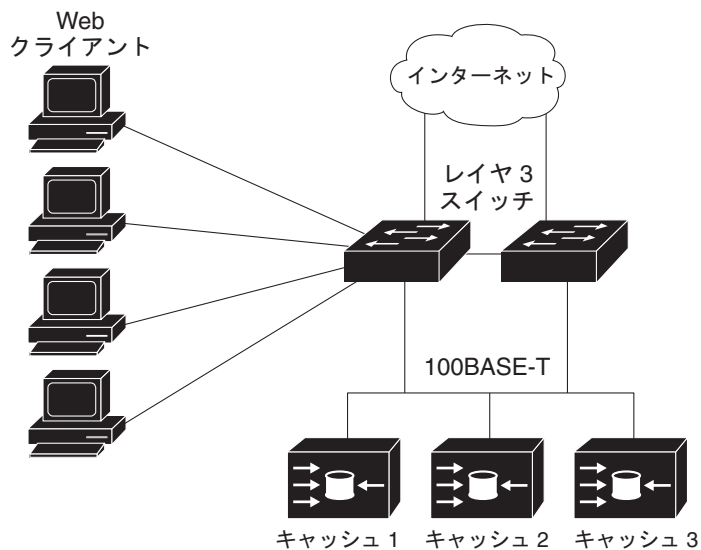 Web
クライアント
インターネット
レイヤ 3
スイッチ
100BASE-T
キャッシュ 1
キャッシュ 2
キャッシュ 3